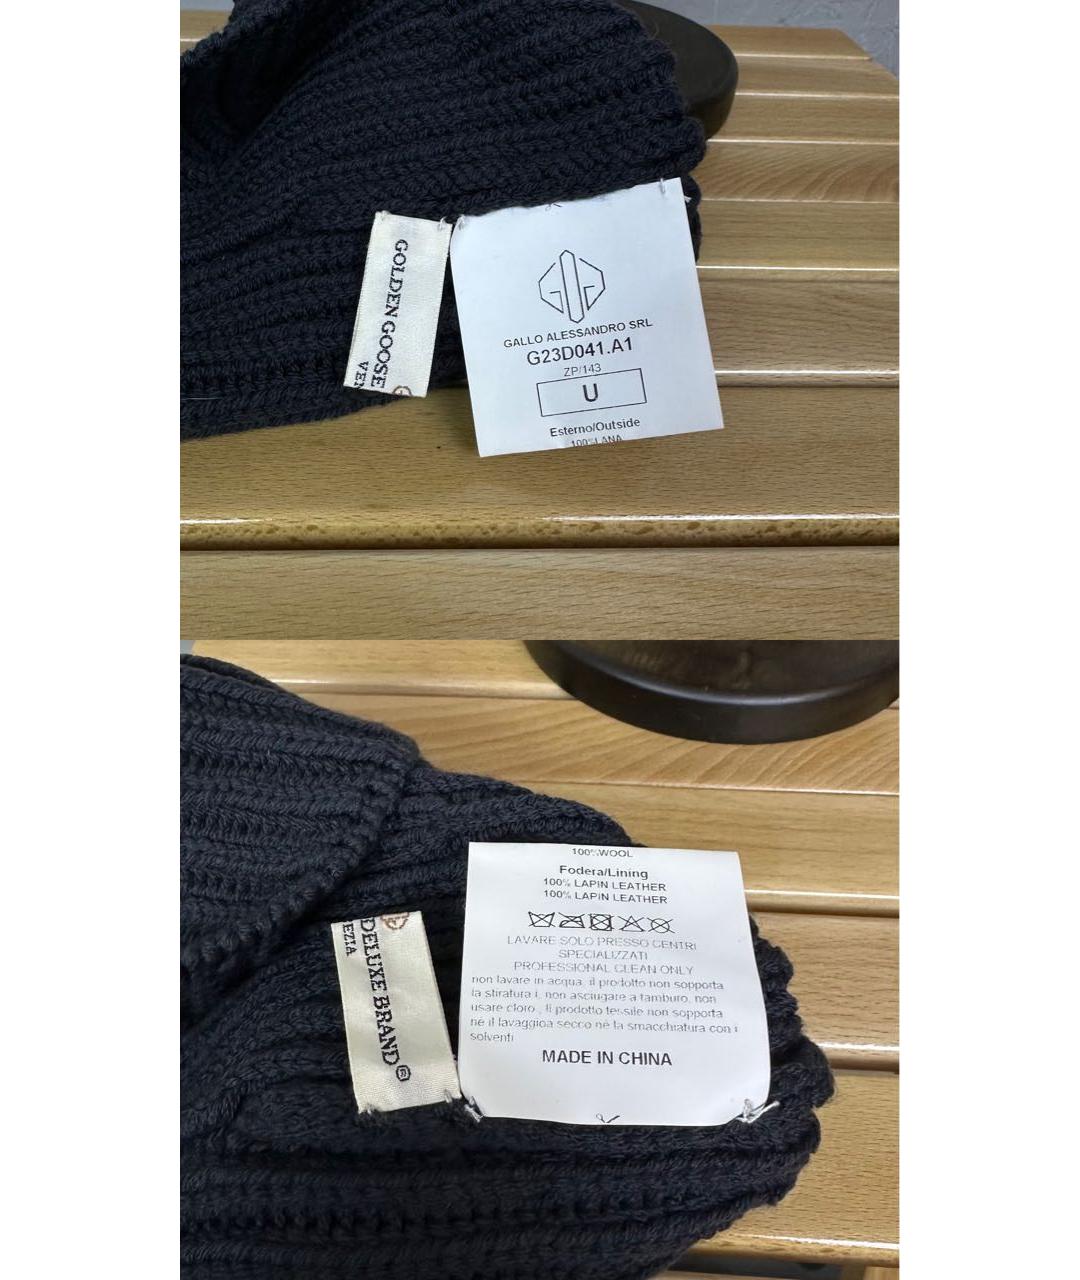 GOLDEN GOOSE
GALLO ALESSANDRO SRL
G23D041.A1
ZP/143
U
Esterno/Outside
100%LANA
DELUXE BRAND®
EZIA
100%WOOL
Fodera/Lining
100% LAPIN LEATHER
100% LAPIN LEATHER
LAVARE SOLO PRESSO CENTRI
SPECIALIZZATI
PROFESSIONAL CLEAN ONLY
non lavare in acqua, il prodotto non sopporta
la stiratura i, non asciugare a tamburo, non
usare cloro., Il prodotto tessile non sopporta
né il lavaggioa secco né la smacchiatura con i
solventi
MADE IN CHINA